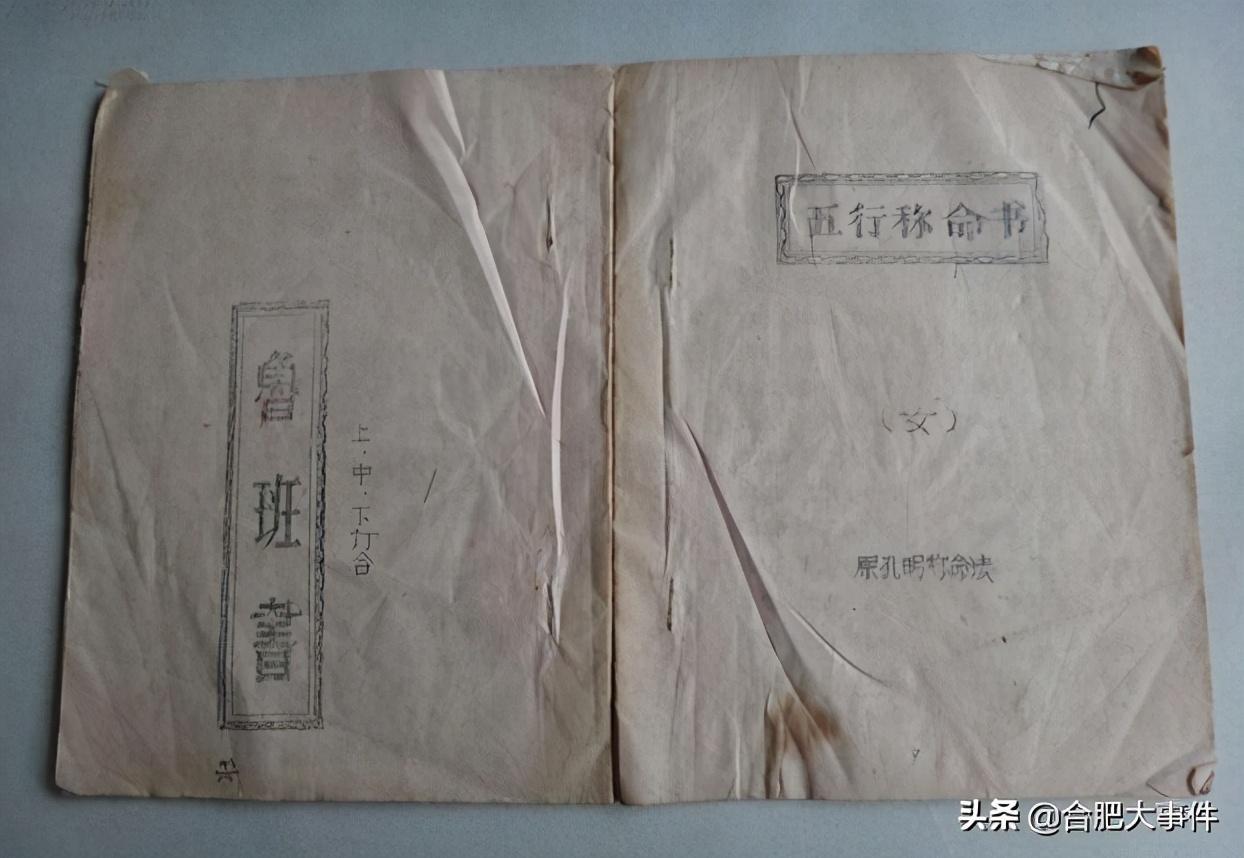 魯班書
上·中·下订合
五行称命书
(女)
原孔明称命法
头条 @合肥大事件